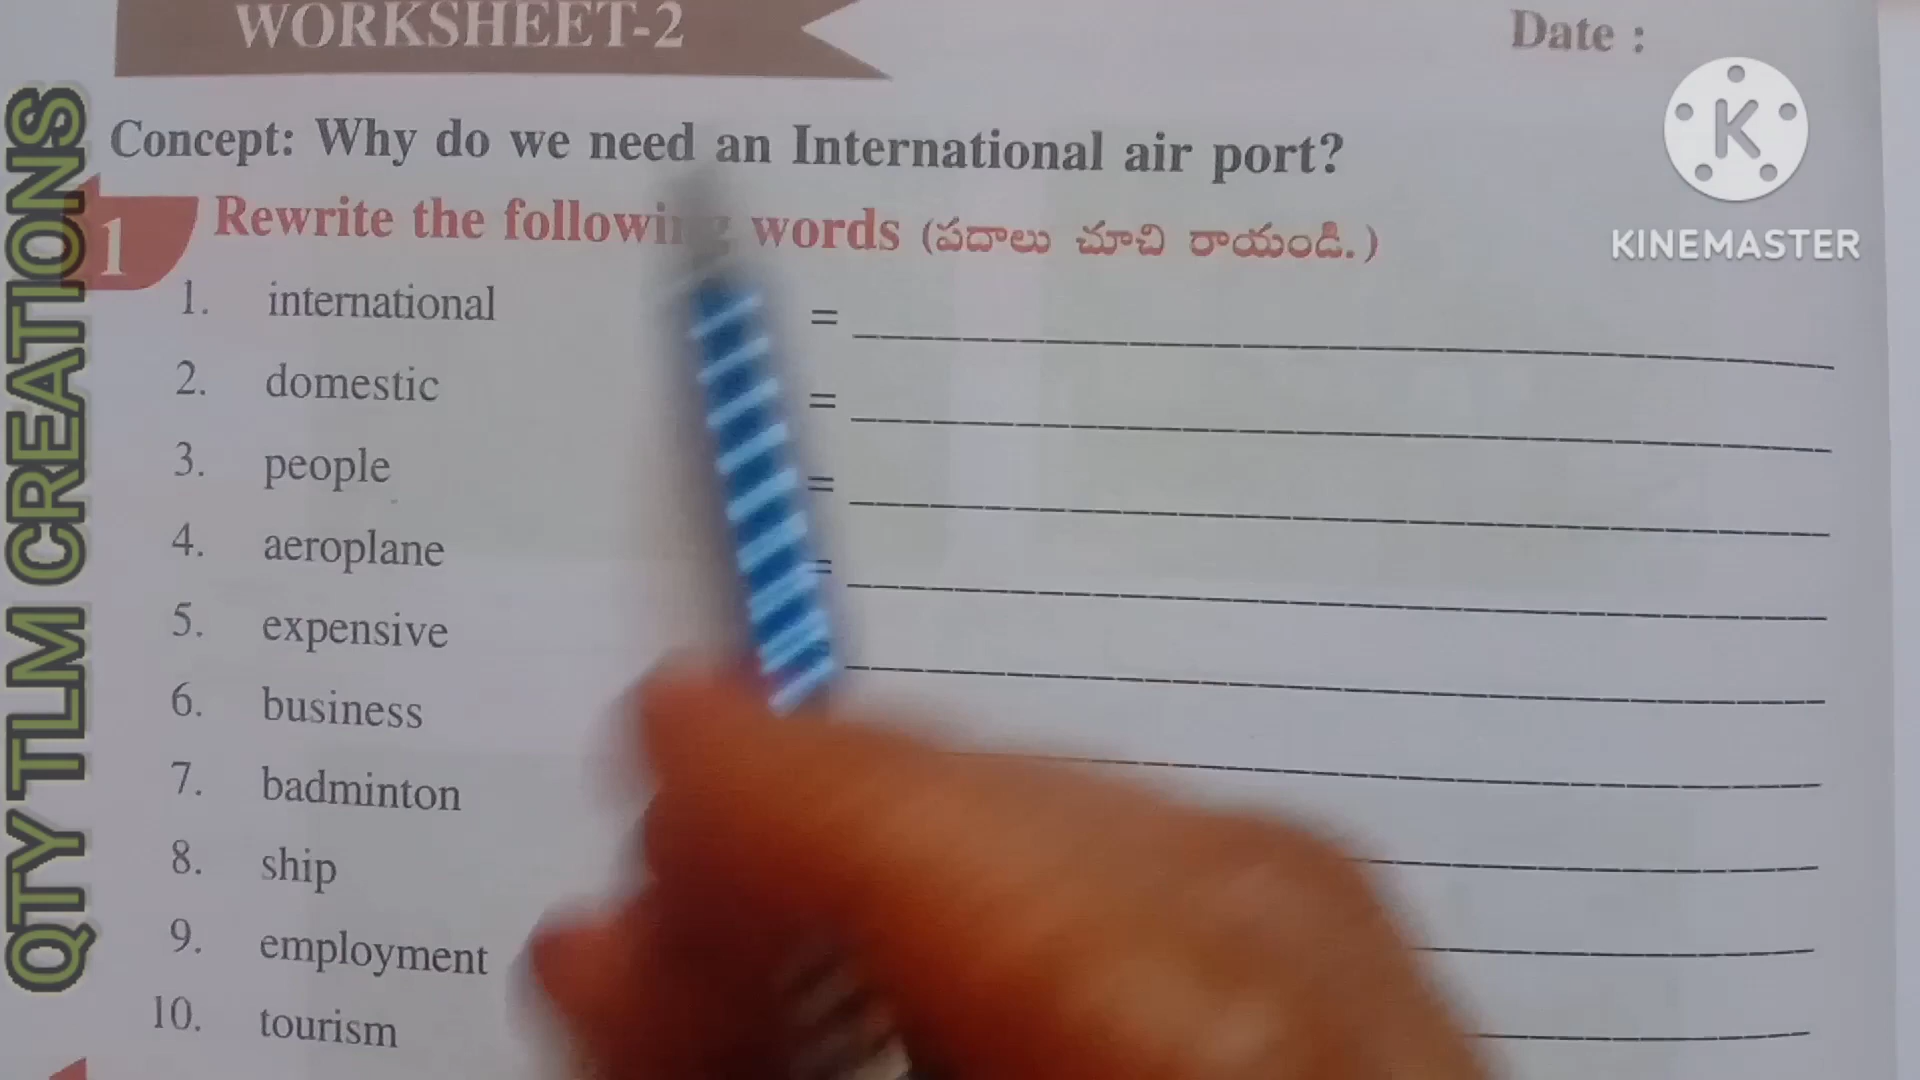 WORKSHEET-2
Date :
Concept: Why do we need an International air port?
1 Rewrite the following words (పదాలు చూచి రాయండి.)
1. international =
2. domestic =
3. people =
4. aeroplane =
5. expensive
6. business
7. badminton
8. ship
9. employment
10. tourism
K
KINEMASTER
QTY TLM CREATIONS